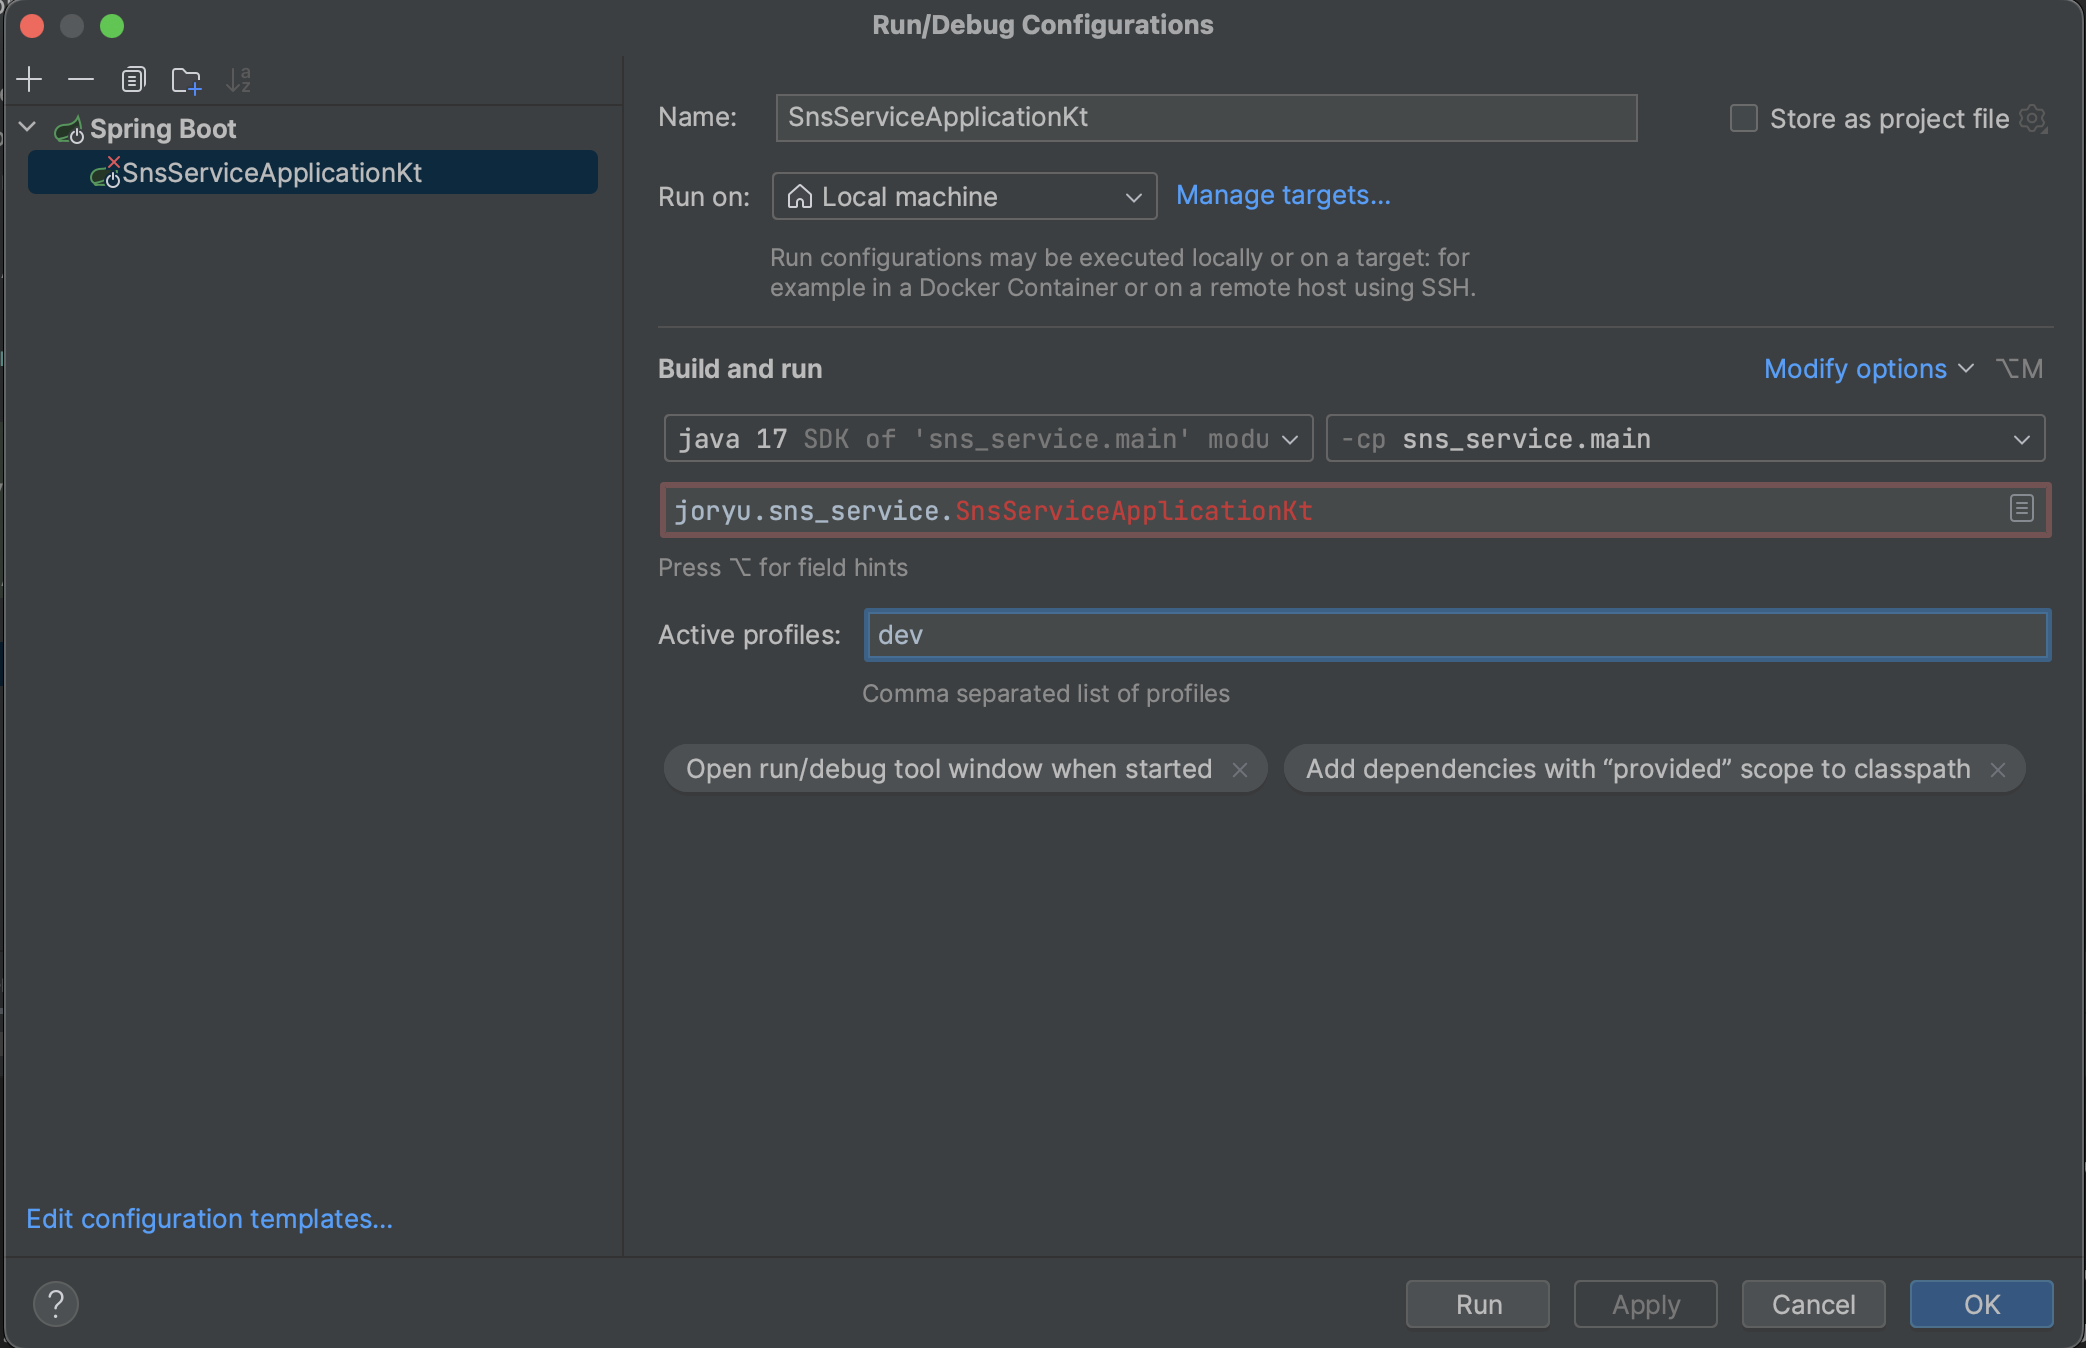 Run/Debug Configurations
Spring Boot
SnsServiceApplicationKt
Name: SnsServiceApplicationKt
Store as project file
Run on: Local machine
Manage targets...
Run configurations may be executed locally or on a target: for
example in a Docker Container or on a remote host using SSH.
Build and run
Modify options ⌥M
java 17 SDK of 'sns_service.main' modu
-cp sns_service.main
joryu.sns_service.SnsServiceApplicationKt
Press ⌥ for field hints
Active profiles: dev
Comma separated list of profiles
Open run/debug tool window when started
Add dependencies with “provided” scope to classpath
Edit configuration templates...
?
Run
Apply
Cancel
OK